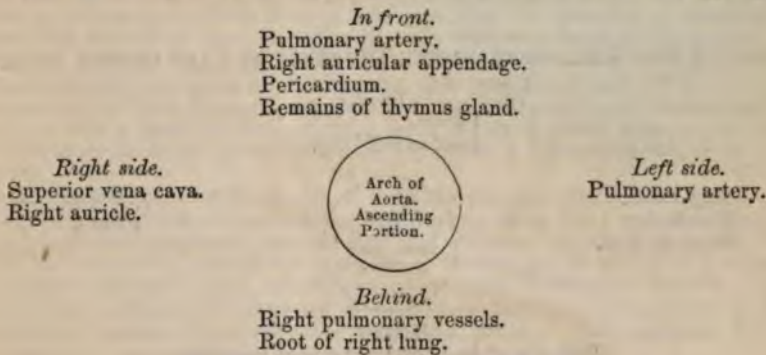 In front.
Pulmonary artery.
Right auricular appendage.
Pericardium.
Remains of thymus gland.
Right side.
Superior vena cava.
Right auricle.
Arch of
Aorta.
Ascending
Portion.
Left side.
Pulmonary artery.
Behind.
Right pulmonary vessels.
Root of right lung.